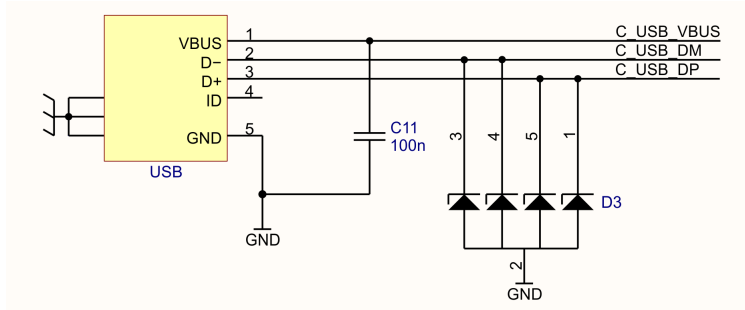 VBUS 1 C_USB_VBUS
D− 2 C_USB_DM
D+ 3 C_USB_DP
ID 4
GND 5
USB
C11
100n
3 4 5 1
D3
GND
2
GND